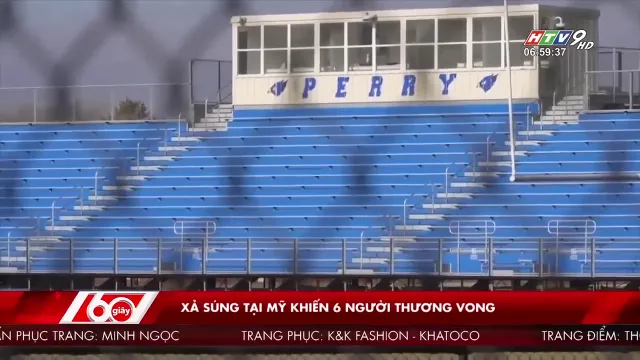 HTV9 HD
06:59:37
PERRY
60 giây
XẢ SÚNG TẠI MỸ KHIẾN 6 NGƯỜI THƯƠNG VONG
PHỤC TRANG: MINH NGỌC TRANG PHỤC: K&K FASHION - KHATOCO TRANG ĐIỂM: